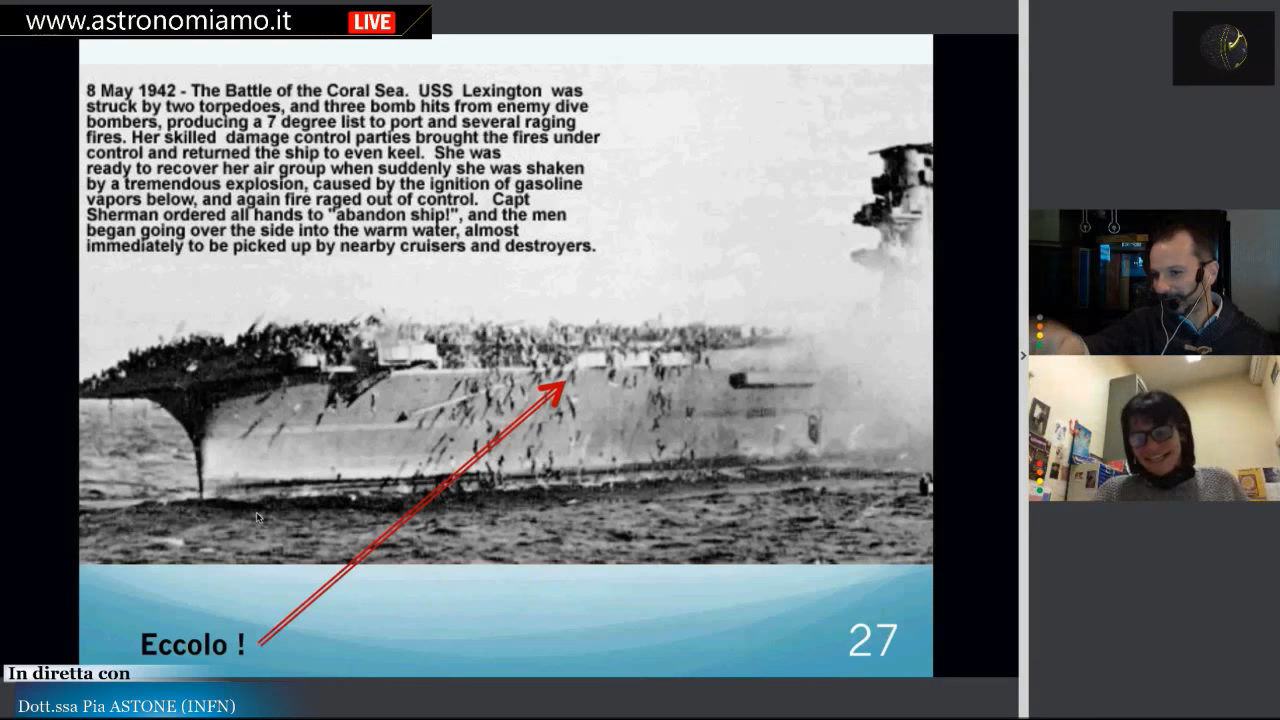 www.astronomiamo.it LIVE
8 May 1942 - The Battle of the Coral Sea. USS Lexington was
struck by two torpedoes, and three bomb hits from enemy dive
bombers, producing a 7 degree list to port and several raging
fires. Her skilled damage control parties brought the fires under
control and returned the ship to even keel. She was
ready to recover her air group when suddenly she was shaken
by a tremendous explosion, caused by the ignition of gasoline
vapors below, and again fire raged out of control. Capt
Sherman ordered all hands to "abandon ship!", and the men
began going over the side into the warm water, almost
immediately to be picked up by nearby cruisers and destroyers.
Eccolo !
27
In diretta con
Dott.ssa Pia ASTONE (INFN)